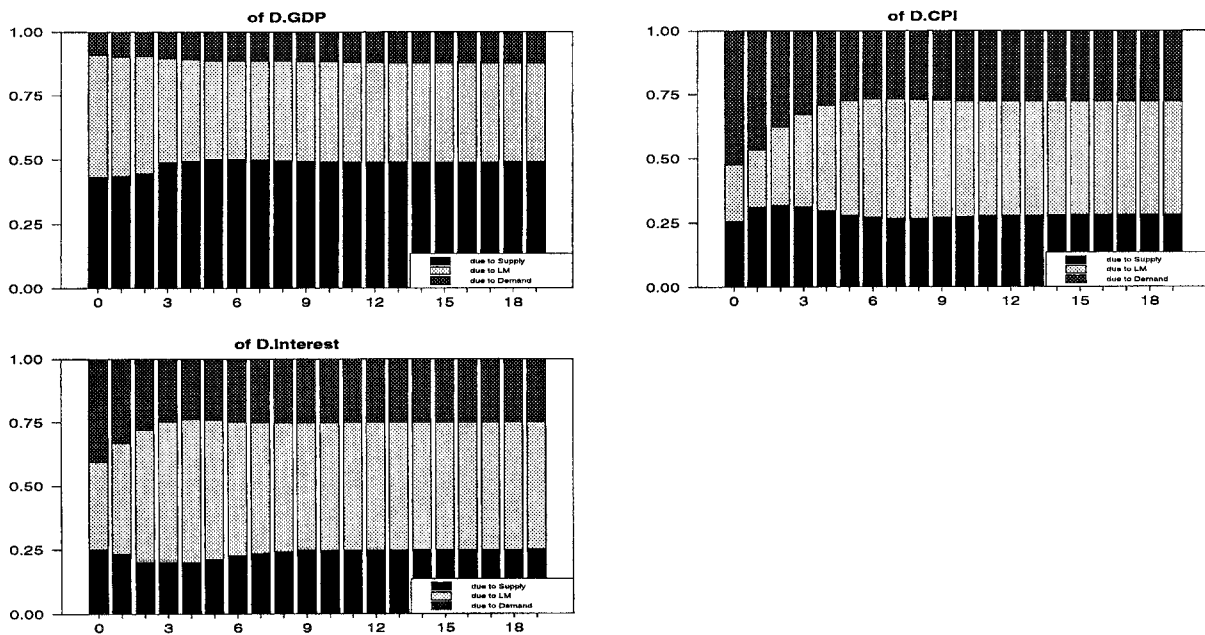 of D.GDP
1.00
0.75
0.50
0.25
0.00
0 3 6 9 12 15 18
due to Supply
due to LM
due to Demand
of D.CPI
1.00
0.75
0.50
0.25
0.00
0 3 6 9 12 15 18
due to Supply
due to LM
due to Demand
of D.Interest
1.00
0.75
0.50
0.25
0.00
0 3 6 9 12 15 18
due to Supply
due to LM
due to Demand